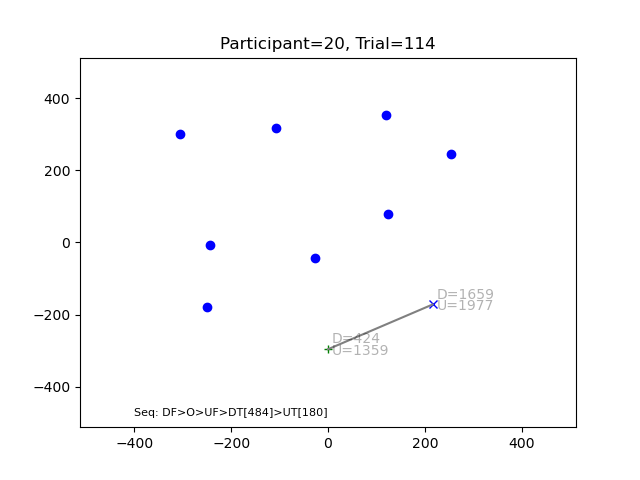 Participant=20, Trial=114
400
200
0
−200
−400
D=1659
U=1977
D=424
U=1359
Seq: DF>O>UF>DT[484]>UT[180]
−400
−200
0
200
400